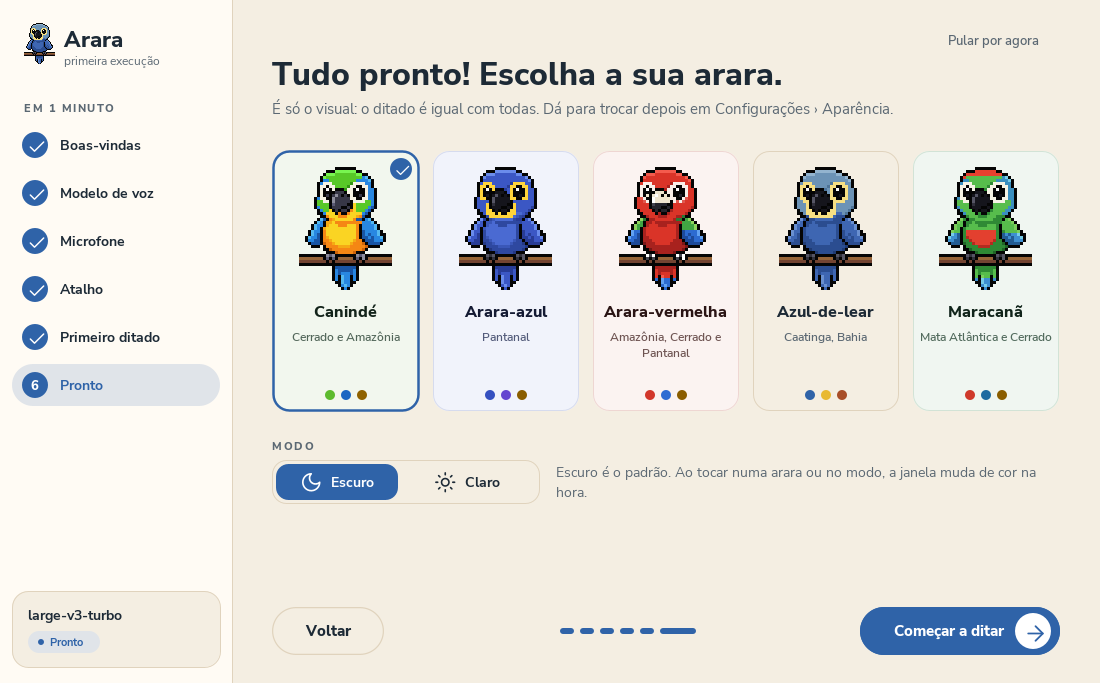 Arara
primeira execução
EM 1 MINUTO
Boas-vindas
Modelo de voz
Microfone
Atalho
Primeiro ditado
6 Pronto
large-v3-turbo
Pronto
Pular por agora
Tudo pronto! Escolha a sua arara.
É só o visual: o ditado é igual com todas. Dá para trocar depois em Configurações › Aparência.
Canindé
Cerrado e Amazônia
Arara-azul
Pantanal
Arara-vermelha
Amazônia, Cerrado e
Pantanal
Azul-de-lear
Caatinga, Bahia
Maracanã
Mata Atlântica e Cerrado
MODO
Escuro
Claro
Escuro é o padrão. Ao tocar numa arara ou no modo, a janela muda de cor na
hora.
Voltar
Começar a ditar